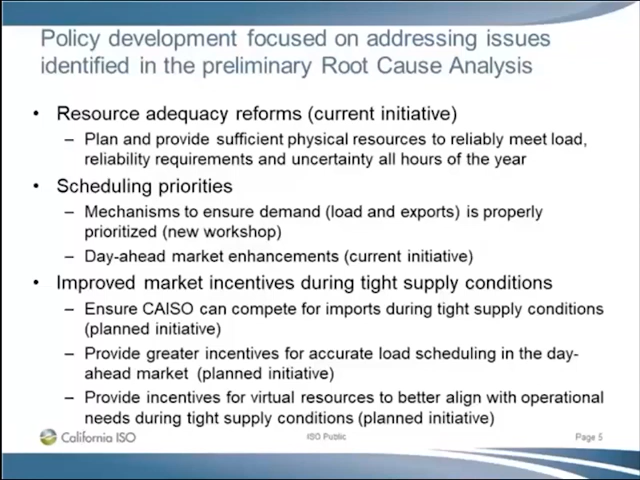 Policy development focused on addressing issues
identified in the preliminary Root Cause Analysis
• Resource adequacy reforms (current initiative)
– Plan and provide sufficient physical resources to reliably meet load,
reliability requirements and uncertainty all hours of the year
• Scheduling priorities
– Mechanisms to ensure demand (load and exports) is properly
prioritized (new workshop)
– Day-ahead market enhancements (current initiative)
• Improved market incentives during tight supply conditions
– Ensure CAISO can compete for imports during tight supply conditions
(planned initiative)
– Provide greater incentives for accurate load scheduling in the day-
ahead market (planned initiative)
– Provide incentives for virtual resources to better align with operational
needs during tight supply conditions (planned initiative)
California ISO
ISO Public
Page 5